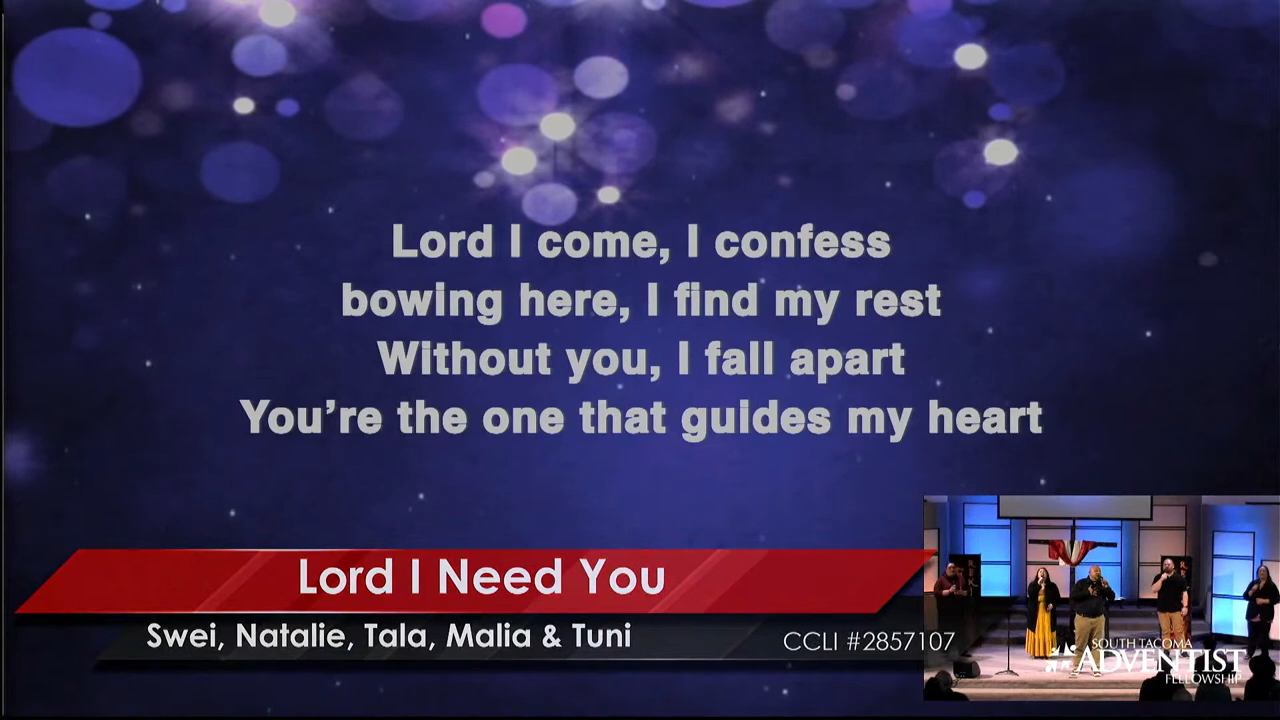 Lord I come, I confess
bowing here, I find my rest
Without you, I fall apart
You’re the one that guides my heart
Lord I Need You
Swei, Natalie, Tala, Malia & Tuni
CCLI #2857107
SOUTH TACOMA
ADVENTIST
FELLOWSHIP